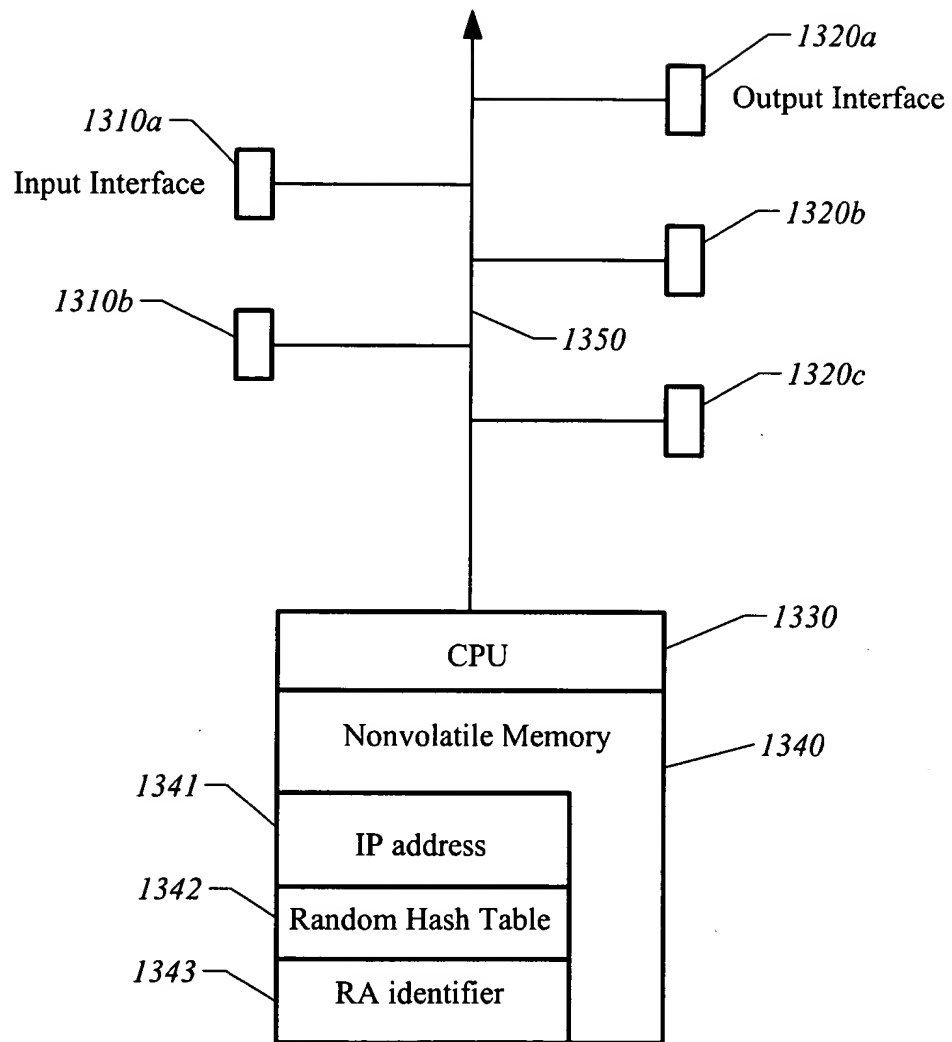 1320a
Output Interface
1310a
Input Interface
1320b
1310b
1350
1320c
1330
CPU
Nonvolatile Memory
1340
1341
IP address
1342
Random Hash Table
1343
RA identifier